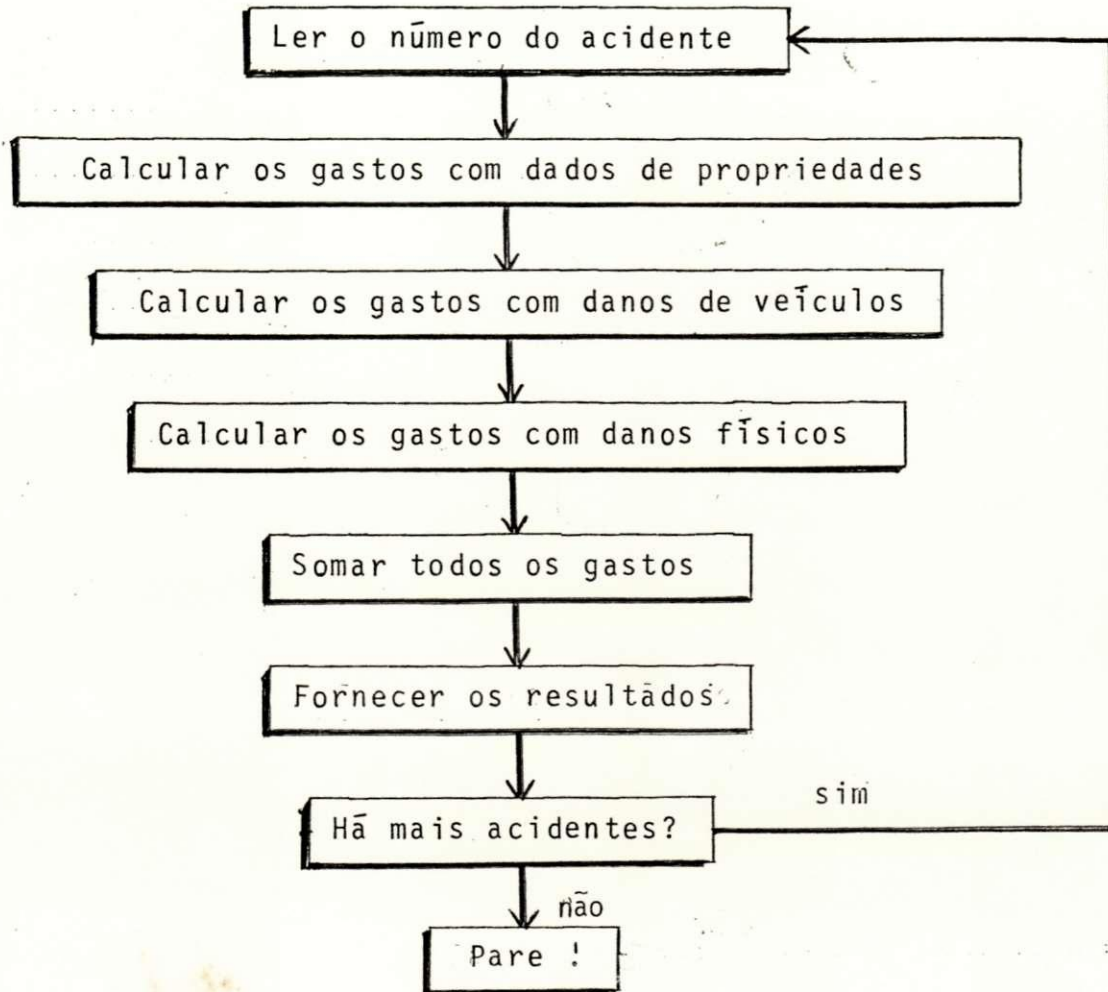 Ler o número do acidente
Calcular os gastos com dados de propriedades
Calcular os gastos com danos de veículos
Calcular os gastos com danos físicos
Somar todos os gastos
Fornecer os resultados
Há mais acidentes?
sim
não
Pare !